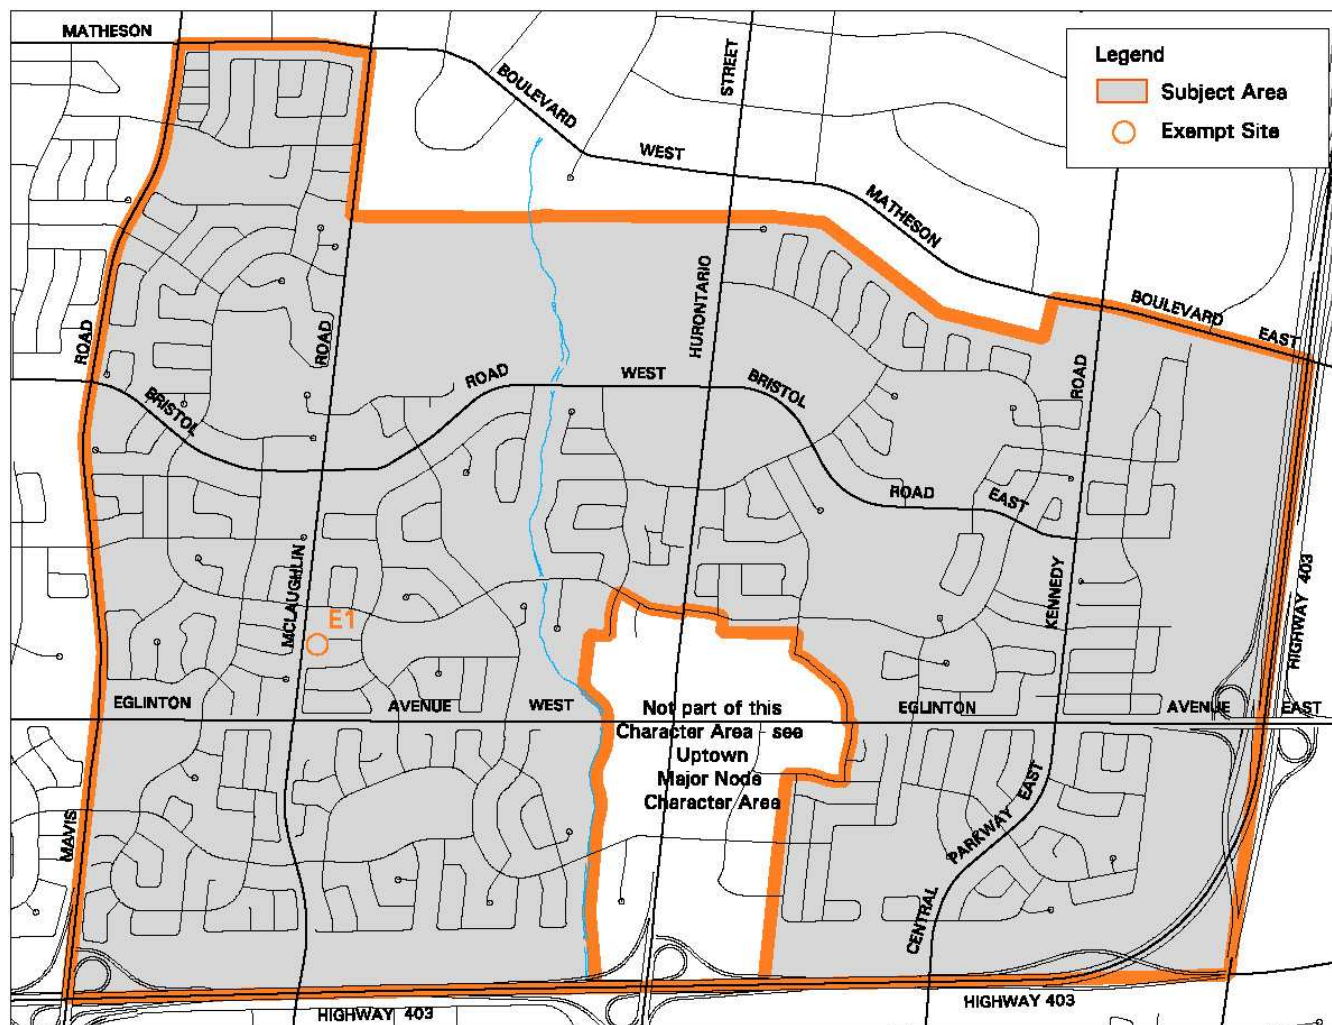 MATHESON
BOULEVARD
WEST
STREET
MATHESON
BOULEVARD
EAST
Legend
Subject Area
Exempt Site
HURONTARIO
ROAD
ROAD
ROAD
BRISTOL
ROAD
WEST
BRISTOL
ROAD
EAST
MCLAUGHLIN
E1
KENNEDY
HIGHWAY 403
EGLINTON
AVENUE
WEST
Not part of this
Character Area - see
Uptown
Major Node
Character Area
EGLINTON
AVENUE
EAST
MAVIS
PARKWAY EAST
CENTRAL
HIGHWAY 403
HIGHWAY 403